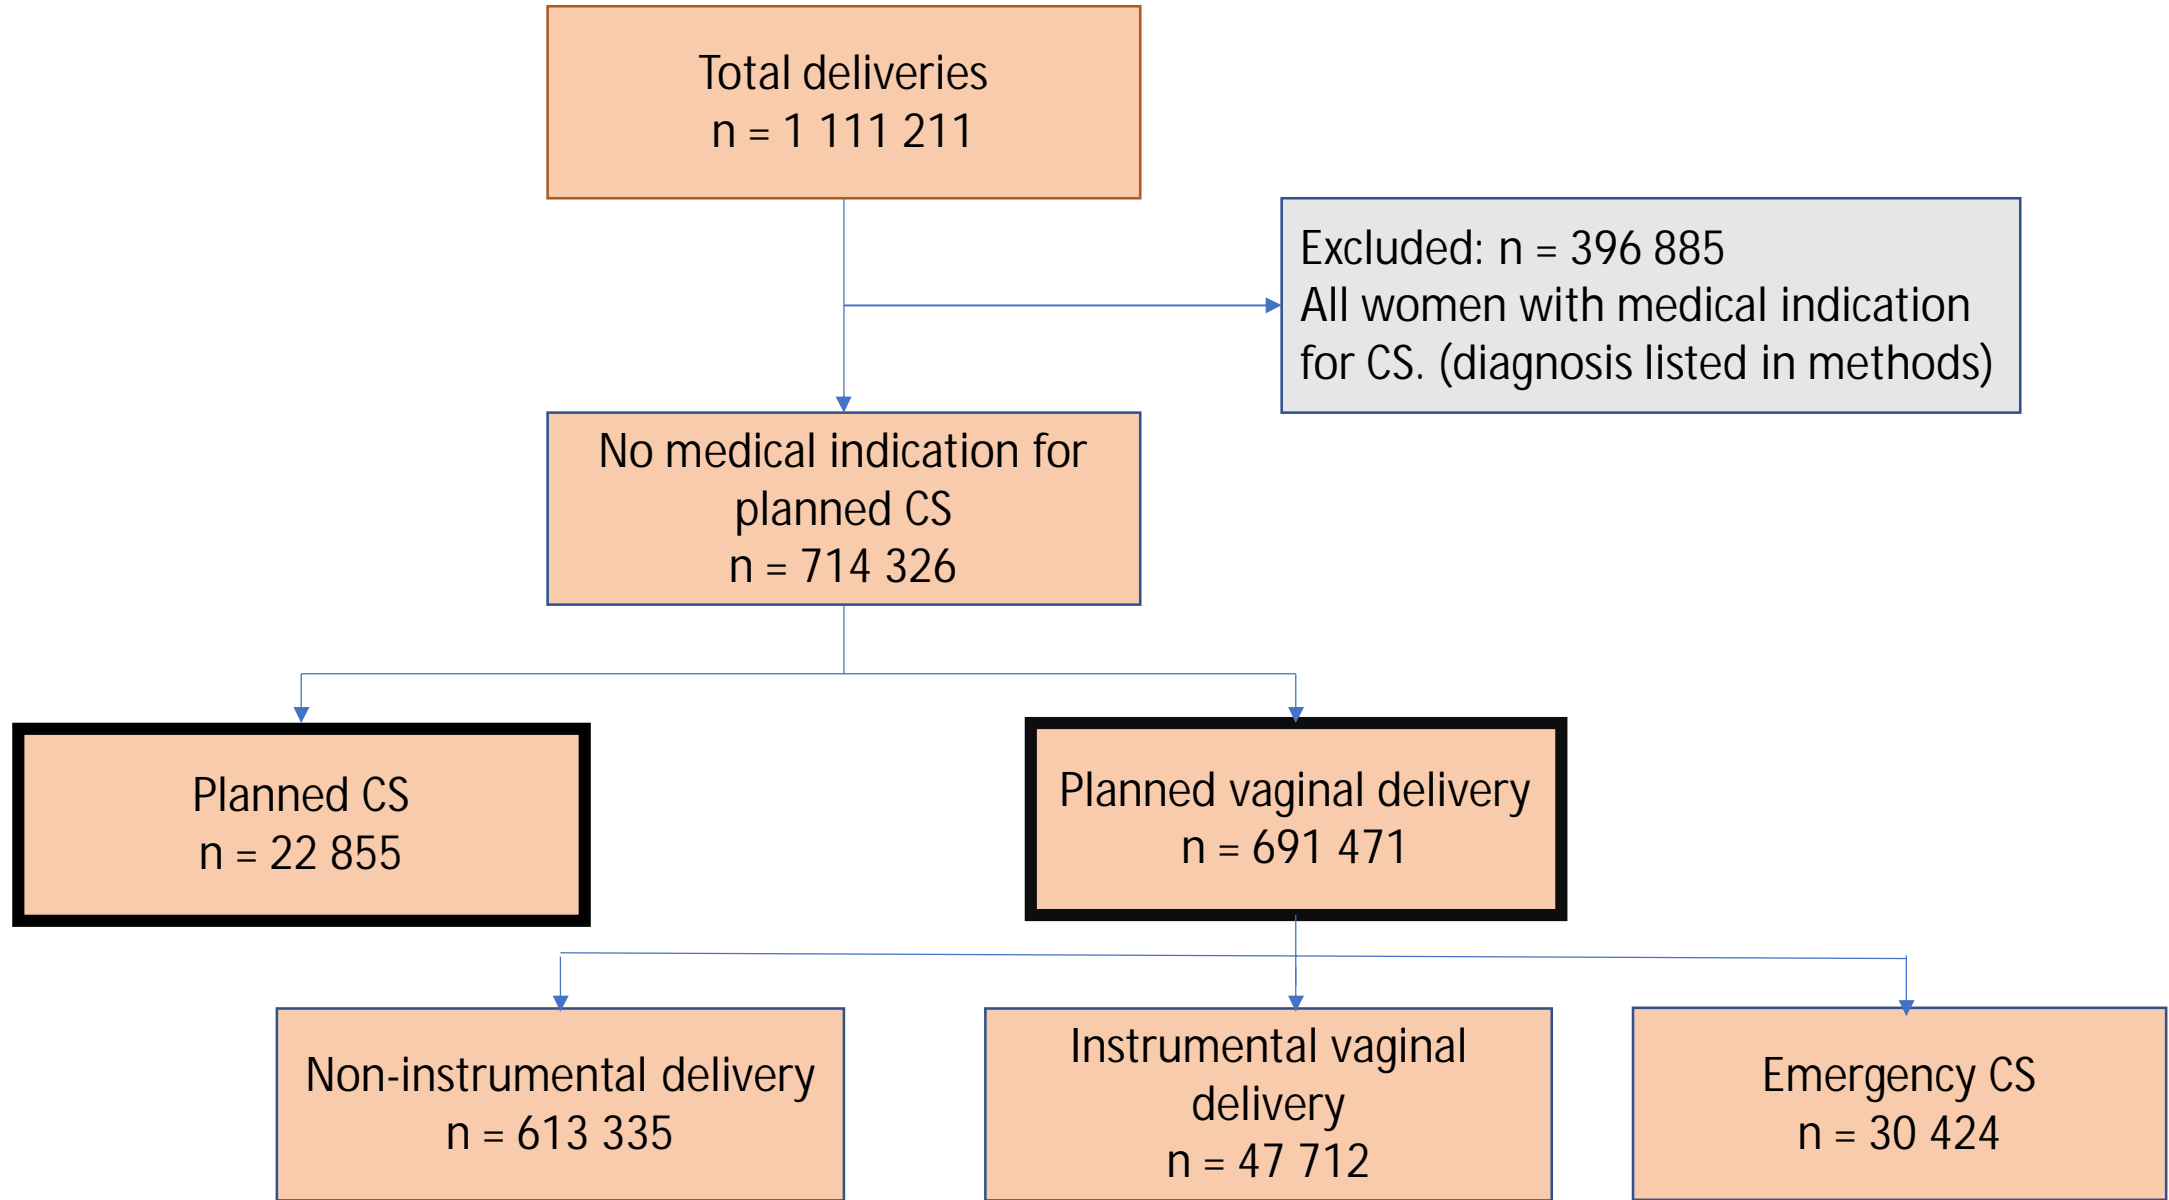 Total deliveries
n = 1 111 211
Excluded: n = 396 885
All women with medical indication
for CS. (diagnosis listed in methods)
No medical indication for
planned CS
n = 714 326
Planned CS
n = 22 855
Planned vaginal delivery
n = 691 471
Non-instrumental delivery
n = 613 335
Instrumental vaginal
delivery
n = 47 712
Emergency CS
n = 30 424